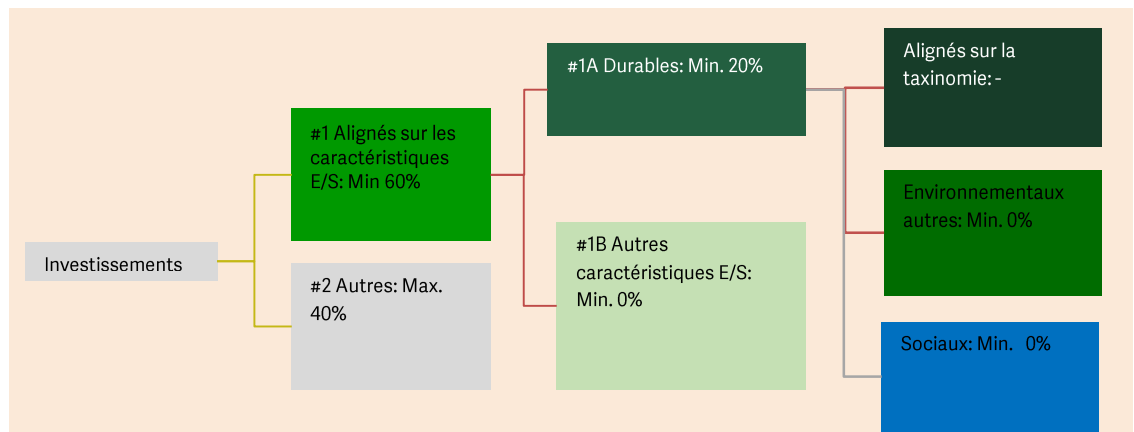 Investissements
#1 Alignés sur les
caractéristiques
E/S: Min 60%
#2 Autres: Max.
40%
#1A Durables: Min. 20%
#1B Autres
caractéristiques E/S:
Min. 0%
Alignés sur la
taxinomie: -
Environnementaux
autres: Min. 0%
Sociaux: Min. 0%